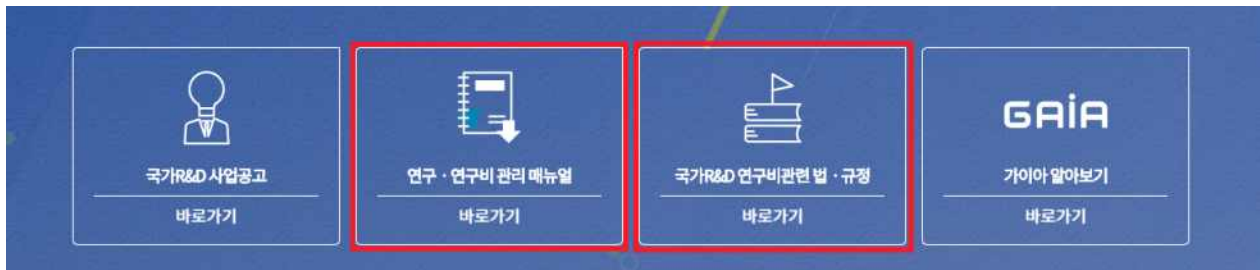 국가R&D 사업공고
바로가기
연구 · 연구비 관리 매뉴얼
바로가기
국가R&D 연구비관련 법 · 규정
바로가기
GAiA
가이아 알아보기
바로가기